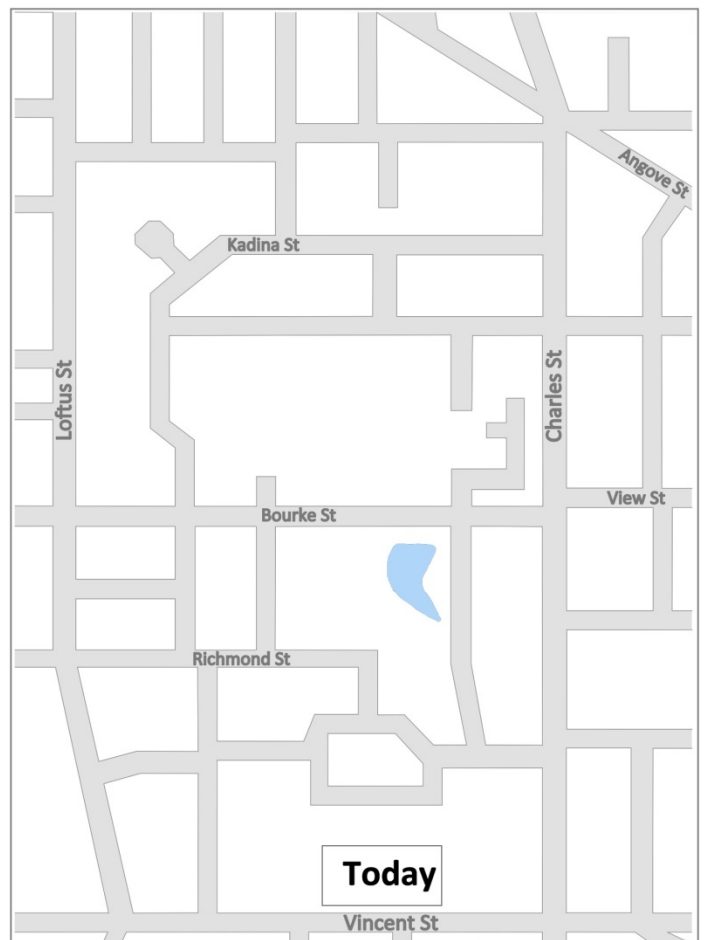 Angove St
Kadina St
Loftus St
Charles St
View St
Bourke St
Richmond St
Today
Vincent St